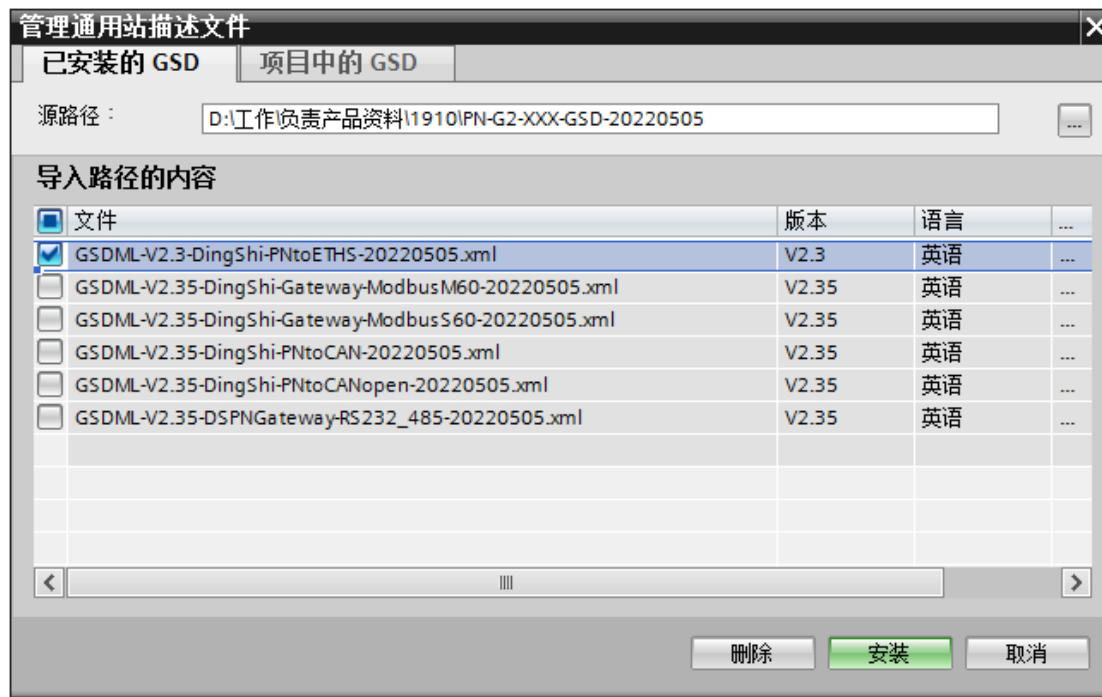 管理通用站描述文件
已安装的 GSD 项目中的 GSD
源路径： D:\工作\负责产品资料\1910\PN-G2-XXX-GSD-20220505 ...
导入路径的内容
文件 版本 语言 ...
GSDML-V2.3-DingShi-PNtoETHS-20220505.xml V2.3 英语 ...
GSDML-V2.35-DingShi-Gateway-ModbusM60-20220505.xml V2.35 英语 ...
GSDML-V2.35-DingShi-Gateway-ModbusS60-20220505.xml V2.35 英语 ...
GSDML-V2.35-DingShi-PNtoCAN-20220505.xml V2.35 英语 ...
GSDML-V2.35-DingShi-PNtoCANopen-20220505.xml V2.35 英语 ...
GSDML-V2.35-DSPNGateway-RS232_485-20220505.xml V2.35 英语 ...
删除 安装 取消